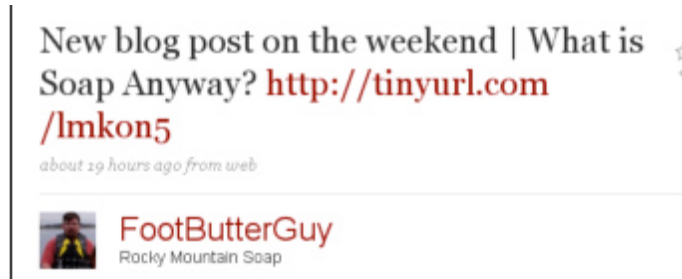 New blog post on the weekend | What is
Soap Anyway? http://tinyurl.com
/lmkon5
about 19 hours ago from web
FootButterGuy
Rocky Mountain Soap